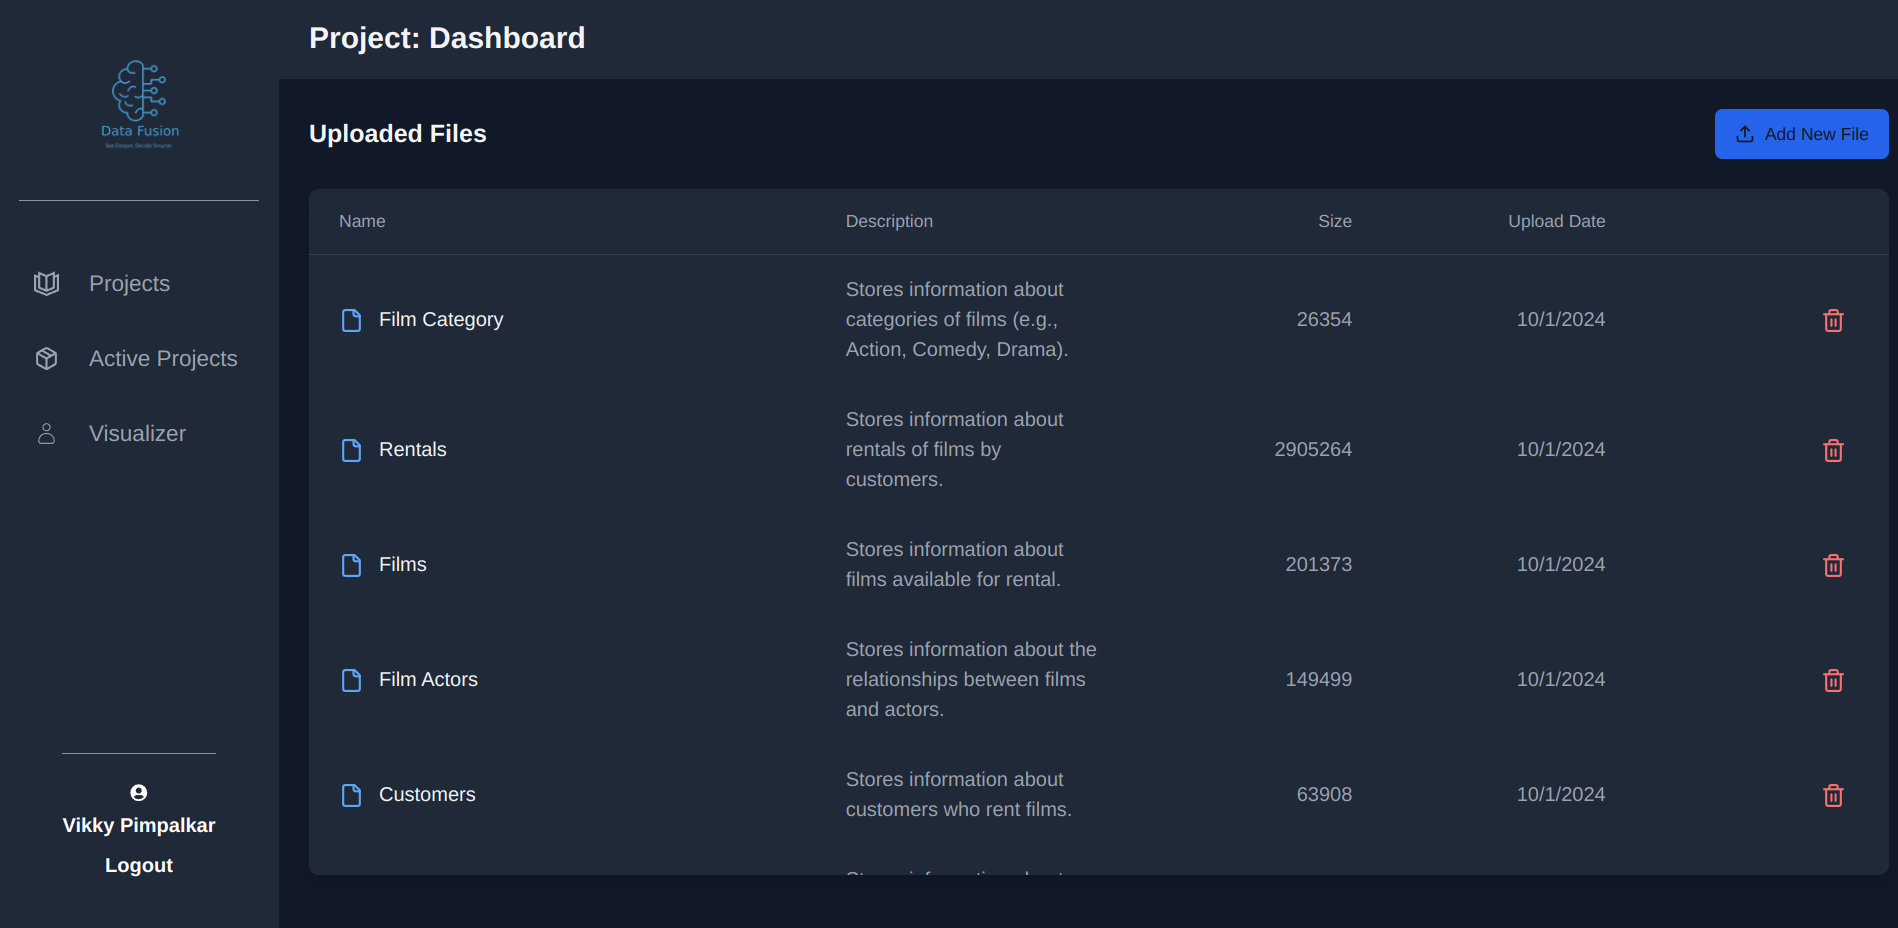 Project: Dashboard
Data Fusion
See Deeper, Decide Smarter
Projects
Active Projects
Visualizer
Vikky Pimpalkar
Logout
Uploaded Files
Add New File
Name Description Size Upload Date
Stores information about
categories of films (e.g.,
Action, Comedy, Drama).
Film Category 26354 10/1/2024
Stores information about
rentals of films by
customers.
Rentals 2905264 10/1/2024
Stores information about
films available for rental.
Films 201373 10/1/2024
Stores information about the
relationships between films
and actors.
Film Actors 149499 10/1/2024
Stores information about
customers who rent films.
Customers 63908 10/1/2024